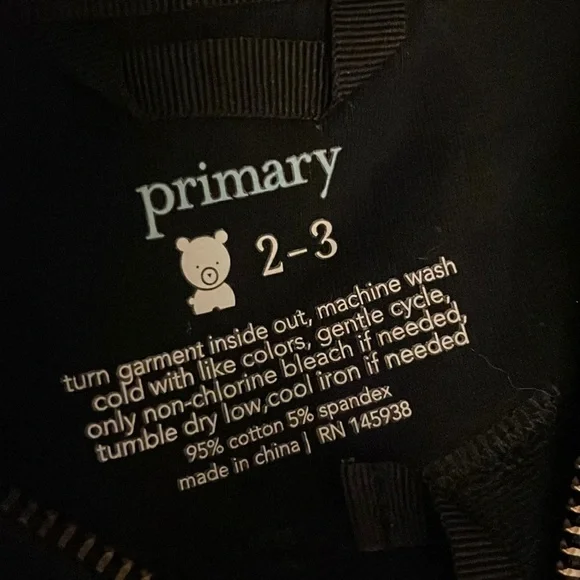 primary
2-3
turn garment inside out, machine wash
cold with like colors, gentle cycle,
only non-chlorine bleach if needed,
tumble dry low,cool iron if needed
95% cotton 5% spandex
made in china | RN 145938